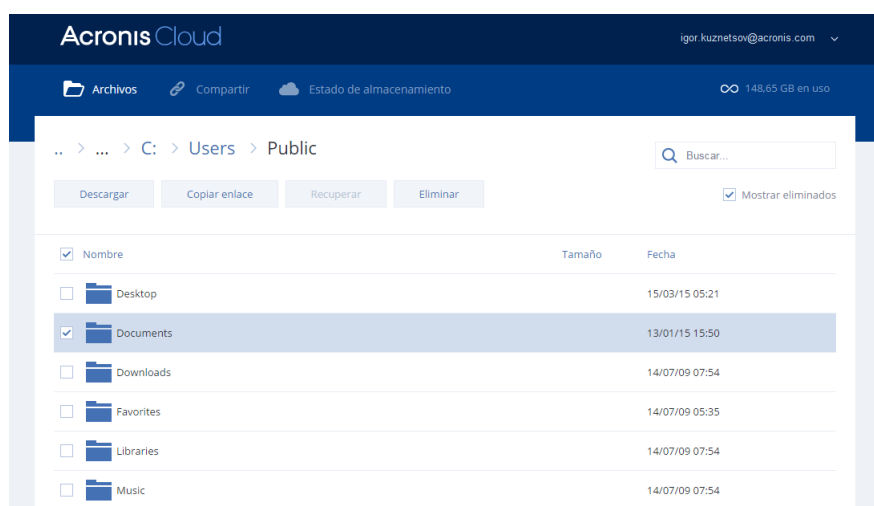 Acronis Cloud
igor.kuznetsov@acronis.com
Archivos Compartir Estado de almacenamiento 148,65 GB en uso
.. > ... > C: > Users > Public
Buscar...
Descargar Copiar enlace Recuperar Eliminar
Mostrar eliminados
Nombre Tamaño Fecha
Desktop 15/03/15 05:21
Documents 13/01/15 15:50
Downloads 14/07/09 07:54
Favorites 14/07/09 05:35
Libraries 14/07/09 07:54
Music 14/07/09 07:54